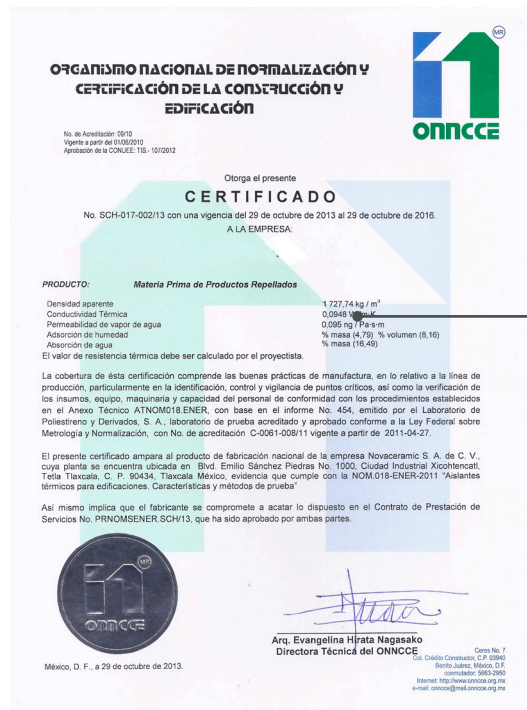 MR
ORGANISMO NACIONAL DE NORMALIZACIÓN Y
CERTIFICACIÓN DE LA CONSTRUCCIÓN Y
EDIFICACIÓN
ONNCCE
No. de Acreditación: 09/10
Vigente a partir del 01/06/2010
Aprobación de la CONUEE: TIS.- 107/2012
Otorga el presente
CERTIFICADO
No. SCH-017-002/13 con una vigencia del 29 de octubre de 2013 al 29 de octubre de 2016.
A LA EMPRESA:
PRODUCTO: Materia Prima de Productos Repellados
Densidad aparente 1 727,74 kg / m³
Conductividad Térmica 0,0948 W/m·K
Permeabilidad de vapor de agua 0,095 ng / Pa·s·m
Adsorción de humedad % masa (4,79) % volumen (8,16)
Absorción de agua % masa (16,49)
El valor de resistencia térmica debe ser calculado por el proyectista.
La cobertura de ésta certificación comprende las buenas prácticas de manufactura, en lo relativo a la línea de
producción, particularmente en la identificación, control y vigilancia de puntos críticos, así como la verificación de
los insumos, equipo, maquinaria y capacidad del personal de conformidad con los procedimientos establecidos
en el Anexo Técnico ATNOM018.ENER, con base en el informe No. 454, emitido por el Laboratorio de
Poliestireno y Derivados, S. A., laboratorio de prueba acreditado y aprobado conforme a la Ley Federal sobre
Metrología y Normalización, con No. de acreditación C-0061-008/11 vigente a partir de 2011-04-27.
El presente certificado ampara al producto de fabricación nacional de la empresa Novaceramic S. A. de C. V.,
cuya planta se encuentra ubicada en Blvd. Emilio Sánchez Piedras No. 1000, Ciudad Industrial Xicohtencatl,
Tetla Tlaxcala, C. P. 90434, Tlaxcala México, evidencia que cumple con la NOM.018-ENER-2011 “Aislantes
térmicos para edificaciones. Características y métodos de prueba”
Así mismo implica que el fabricante se compromete a acatar lo dispuesto en el Contrato de Prestación de
Servicios No. PRNOMSENER.SCH/13, que ha sido aprobado por ambas partes.
MR
ONNCCE
Arq. Evangelina Hirata Nagasako
Directora Técnica del ONNCCE
México, D. F., a 29 de octubre de 2013.
Ceres No. 7
Col. Crédito Constructor, C.P. 03940
Benito Juárez, México, D.F.
conmutador: 5663-2950
Internet: http://www.onncce.org.mx
e-mail: onncce@mail.onncce.org.mx